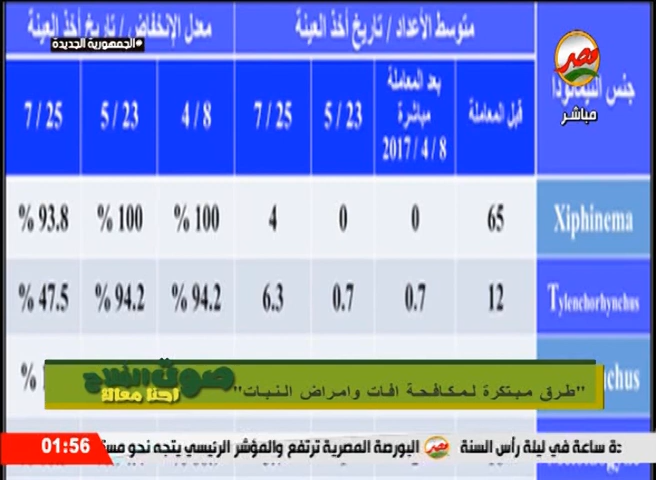 #الجمهورية الجديدة
مصر
مباشر
جنس النيماتودا
متوسط الأعداد / تاريخ أخذ العينة
معدل الإنخفاض / تاريخ أخذ العينة
قبل المعاملة
بعد المعاملة مباشرة 2017 / 4 / 8
5 / 23
7 / 25
4 / 8
5 / 23
7 / 25
Xiphinema 65 0 0 4 % 100 % 100 % 93.8
Tylenchorhynchus 12 0.7 0.7 6.3 % 94.2 % 94.2 % 47.5
صوت الفلاح
احنا معاك
"طرق مبتكرة لمكافحة افات وامراض النبات"
01:56
ساعة في ليلة رأس السنة
البورصة المصرية ترتفع والمؤشر الرئيسي يتجه نحو